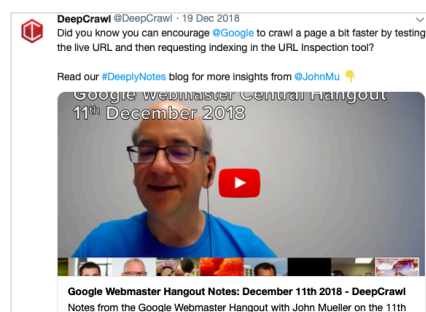 DeepCrawl @DeepCrawl · 19 Dec 2018
Did you know you can encourage @Google to crawl a page a bit faster by testing
the live URL and then requesting indexing in the URL Inspection tool?
Read our #DeeplyNotes blog for more insights from @JohnMu 👇
Google Webmaster Central Hangout
11th December 2018
Google Webmaster Hangout Notes: December 11th 2018 - DeepCrawl
Notes from the Google Webmaster Hangout with John Mueller on the 11th